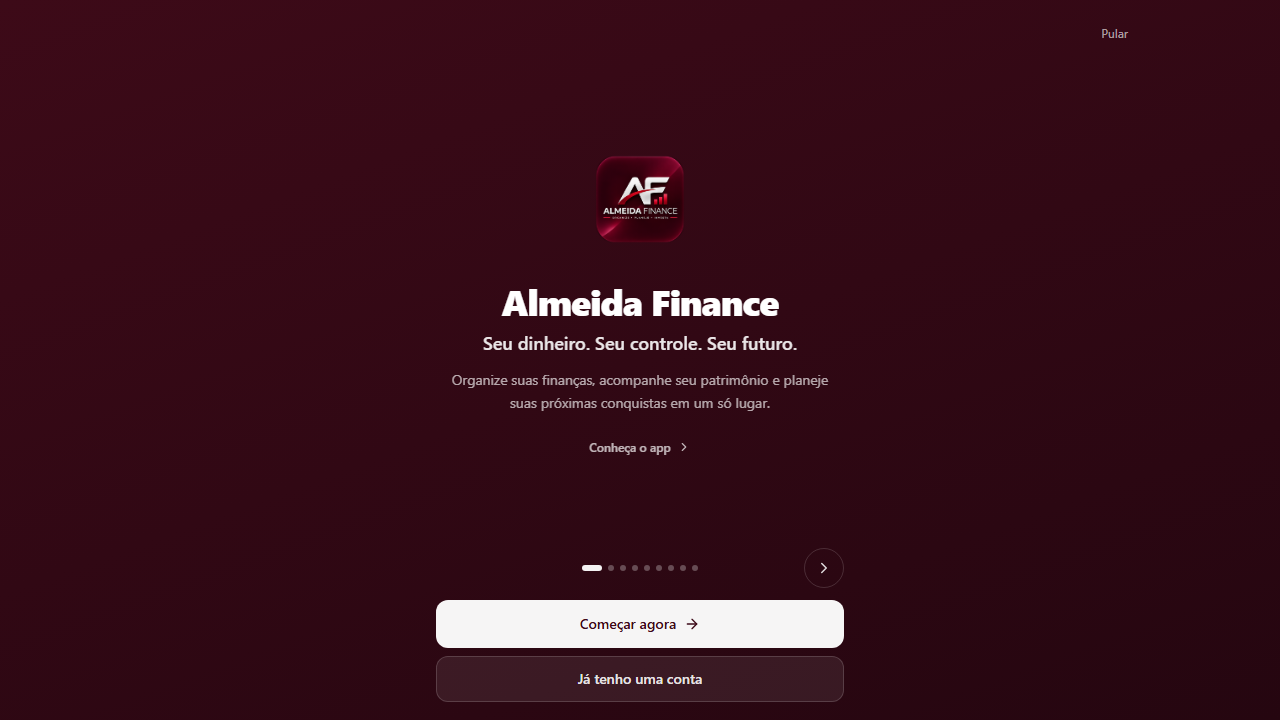 Pular
AF
ALMEIDA FINANCE
Almeida Finance
Seu dinheiro. Seu controle. Seu futuro.
Organize suas finanças, acompanhe seu patrimônio e planeje
suas próximas conquistas em um só lugar.
Conheça o app
Começar agora
Já tenho uma conta